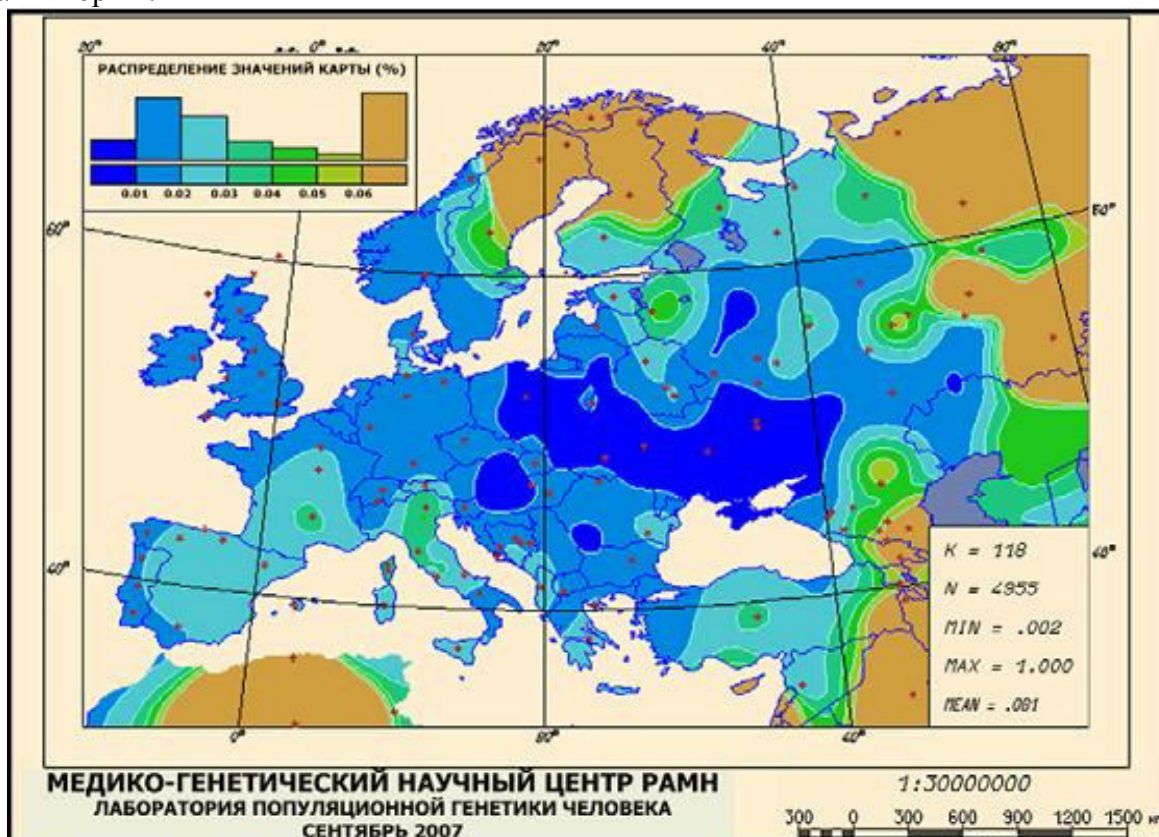 20°
0°
20°
40°
60°
РАСПРЕДЕЛЕНИЕ ЗНАЧЕНИЙ КАРТЫ (%)
0.01 0.02 0.03 0.04 0.05 0.06
60°
60°
40°
40°
K = 118
N = 4955
MIN = .002
MAX = 1.000
MEAN = .081
0°
20°
40°
МЕДИКО-ГЕНЕТИЧЕСКИЙ НАУЧНЫЙ ЦЕНТР РАМН
ЛАБОРАТОРИЯ ПОПУЛЯЦИОННОЙ ГЕНЕТИКИ ЧЕЛОВЕКА
СЕНТЯБРЬ 2007
1:30000000
300 0 300 600 900 1200 1500